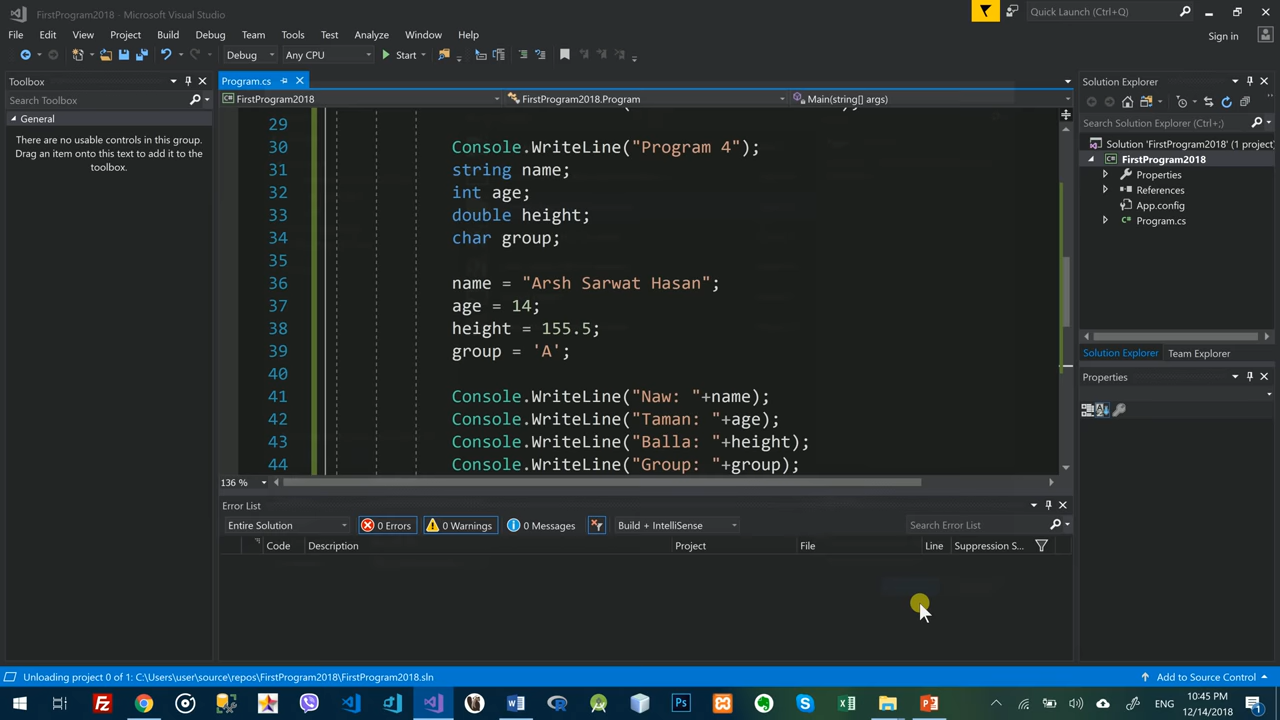 FirstProgram2018 - Microsoft Visual Studio
Quick Launch (Ctrl+Q)
File Edit View Project Build Debug Team Tools Test Analyze Window Help
Sign in
Debug Any CPU Start
Toolbox
Program.cs
Solution Explorer
Search Toolbox
FirstProgram2018 FirstProgram2018.Program Main(string[] args)
General
There are no usable controls in this group.
Drag an item onto this text to add it to the
toolbox.
29
30 Console.WriteLine("Program 4");
31 string name;
32 int age;
33 double height;
34 char group;
35
36 name = "Arsh Sarwat Hasan";
37 age = 14;
38 height = 155.5;
39 group = 'A';
40
41 Console.WriteLine("Naw: "+name);
42 Console.WriteLine("Taman: "+age);
43 Console.WriteLine("Balla: "+height);
44 Console.WriteLine("Group: "+group);
136 %
Search Solution Explorer (Ctrl+;)
Solution 'FirstProgram2018' (1 project)
FirstProgram2018
Properties
References
App.config
Program.cs
Solution Explorer Team Explorer
Properties
Error List
Entire Solution 0 Errors 0 Warnings 0 Messages Build + IntelliSense Search Error List
Code Description Project File Line Suppression S...
Unloading project 0 of 1: C:\Users\user\source\repos\FirstProgram2018\FirstProgram2018.sln
Add to Source Control
ENG
10:45 PM
12/14/2018